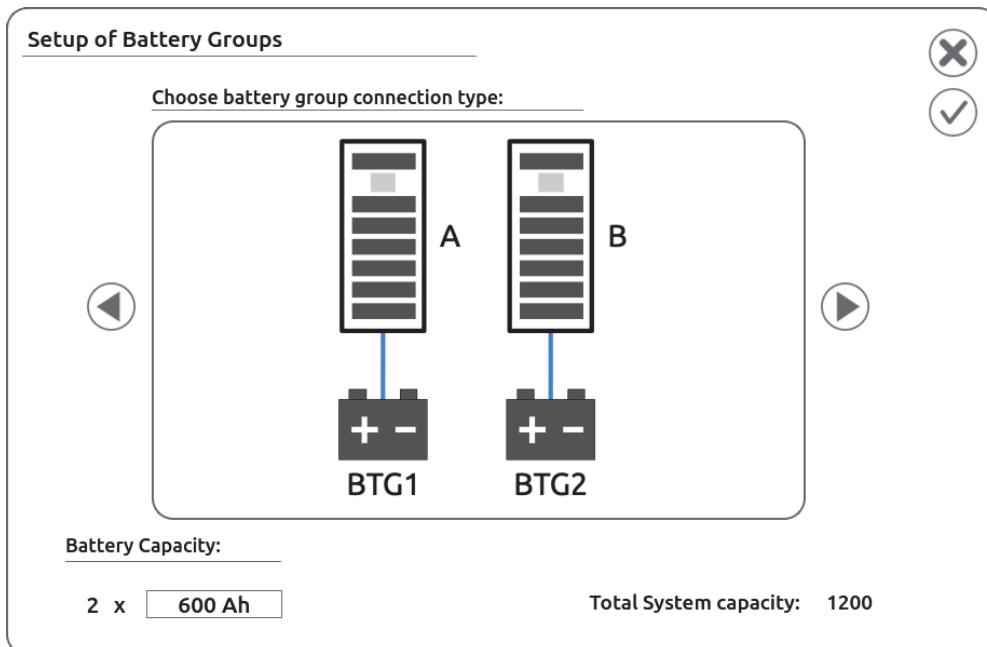 Setup of Battery Groups
Choose battery group connection type:
A
B
BTG1
BTG2
Battery Capacity:
2 x 600 Ah
Total System capacity: 1200